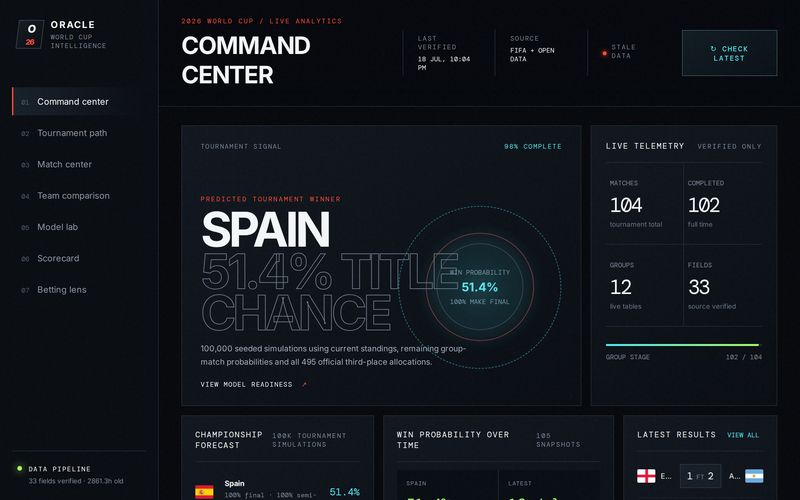 O
26
ORACLE
WORLD CUP
INTELLIGENCE
01 Command center
02 Tournament path
03 Match center
04 Team comparison
05 Model lab
06 Scorecard
07 Betting lens
DATA PIPELINE
33 fields verified · 2861.3h old
2026 WORLD CUP / LIVE ANALYTICS
COMMAND
CENTER
LAST
VERIFIED
18 JUL, 10:04
PM
SOURCE
FIFA + OPEN
DATA
STALE
DATA
↻ CHECK
LATEST
TOURNAMENT SIGNAL
98% COMPLETE
PREDICTED TOURNAMENT WINNER
SPAIN
51.4% TITLE
CHANCE
WIN PROBABILITY
51.4%
100% MAKE FINAL
100,000 seeded simulations using current standings, remaining group-
match probabilities and all 495 official third-place allocations.
VIEW MODEL READINESS ↗
LIVE TELEMETRY
VERIFIED ONLY
MATCHES
104
tournament total
COMPLETED
102
full time
GROUPS
12
live tables
FIELDS
33
source verified
GROUP STAGE
102 / 104
CHAMPIONSHIP
FORECAST
100K TOURNAMENT
SIMULATIONS
Spain
100% final · 100% semi-
51.4%
WIN PROBABILITY OVER
TIME
105
SNAPSHOTS
SPAIN
LATEST
LATEST RESULTS
VIEW ALL
E… 1 FT 2 A…